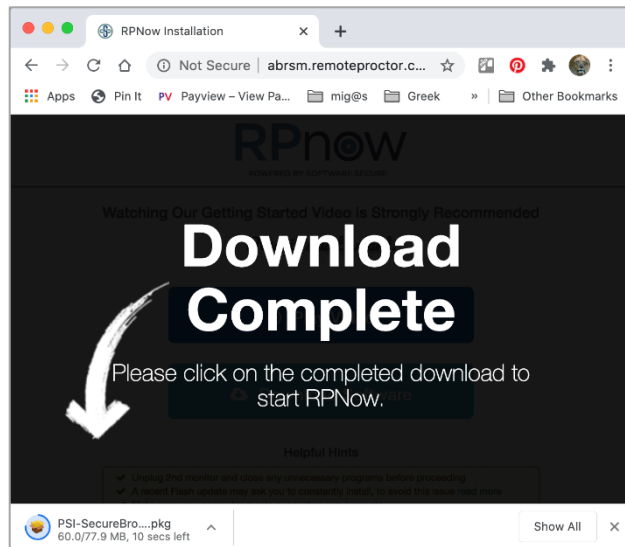 RPNow Installation
Not Secure | abrsm.remoteproctor.c...
Apps Pin It PV Payview – View Pa... mig@s Greek » Other Bookmarks
RPnow
POWERED BY SOFTWARE SECURE
Watching Our Getting Started Video is Strongly Recommended
Download
Complete
Please click on the completed download to
start RPNow.
Helpful Hints
Unplug 2nd monitor and close any unnecessary programs before proceeding
A recent Flash update may ask you to constantly install, to avoid this issue read more
PSI-SecureBro....pkg
60.0/77.9 MB, 10 secs left
Show All